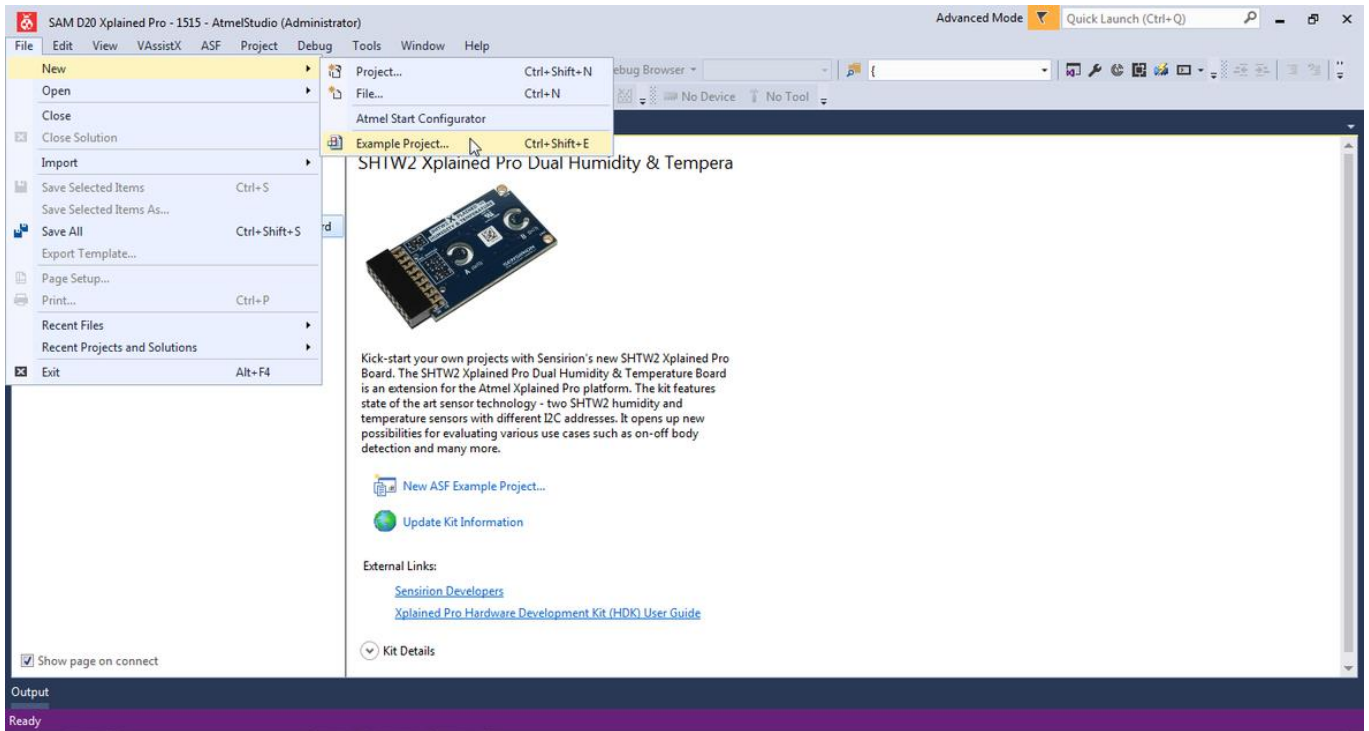 SAM D20 Xplained Pro - 1515 - AtmelStudio (Administrator)
Advanced Mode
Quick Launch (Ctrl+Q)
File Edit View VAssistX ASF Project Debug Tools Window Help
New
Project... Ctrl+Shift+N
ebug Browser
{
Open
File... Ctrl+N
No Device No Tool
Close
Atmel Start Configurator
Close Solution
Example Project... Ctrl+Shift+E
Import
SHTW2 Xplained Pro Dual Humidity & Tempera
Save Selected Items Ctrl+S
Save Selected Items As...
Save All Ctrl+Shift+S
rd
Export Template...
Page Setup...
Print... Ctrl+P
Recent Files
Recent Projects and Solutions
Exit Alt+F4
Kick-start your own projects with Sensirion's new SHTW2 Xplained Pro
Board. The SHTW2 Xplained Pro Dual Humidity & Temperature Board
is an extension for the Atmel Xplained Pro platform. The kit features
state of the art sensor technology - two SHTW2 humidity and
temperature sensors with different I2C addresses. It opens up new
possibilities for evaluating various use cases such as on-off body
detection and many more.
New ASF Example Project...
Update Kit Information
External Links:
Sensirion Developers
Xplained Pro Hardware Development Kit (HDK) User Guide
Kit Details
Show page on connect
Output
Ready